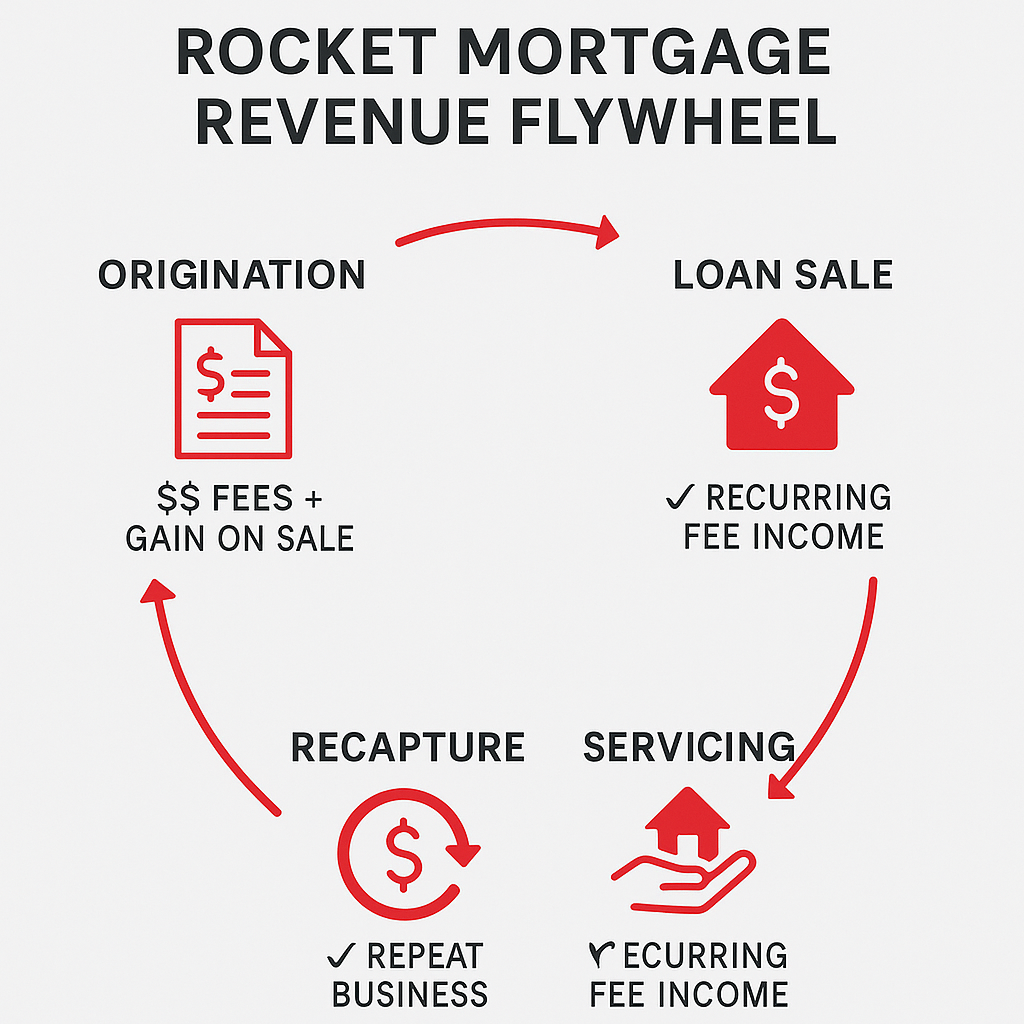 ROCKET MORTGAGE
REVENUE FLYWHEEL
ORIGINATION
$
$$ FEES +
GAIN ON SALE
LOAN SALE
$
✓ RECURRING
FEE INCOME
RECAPTURE
$
✓ REPEAT
BUSINESS
SERVICING
✓ECURRING
FEE INCOME